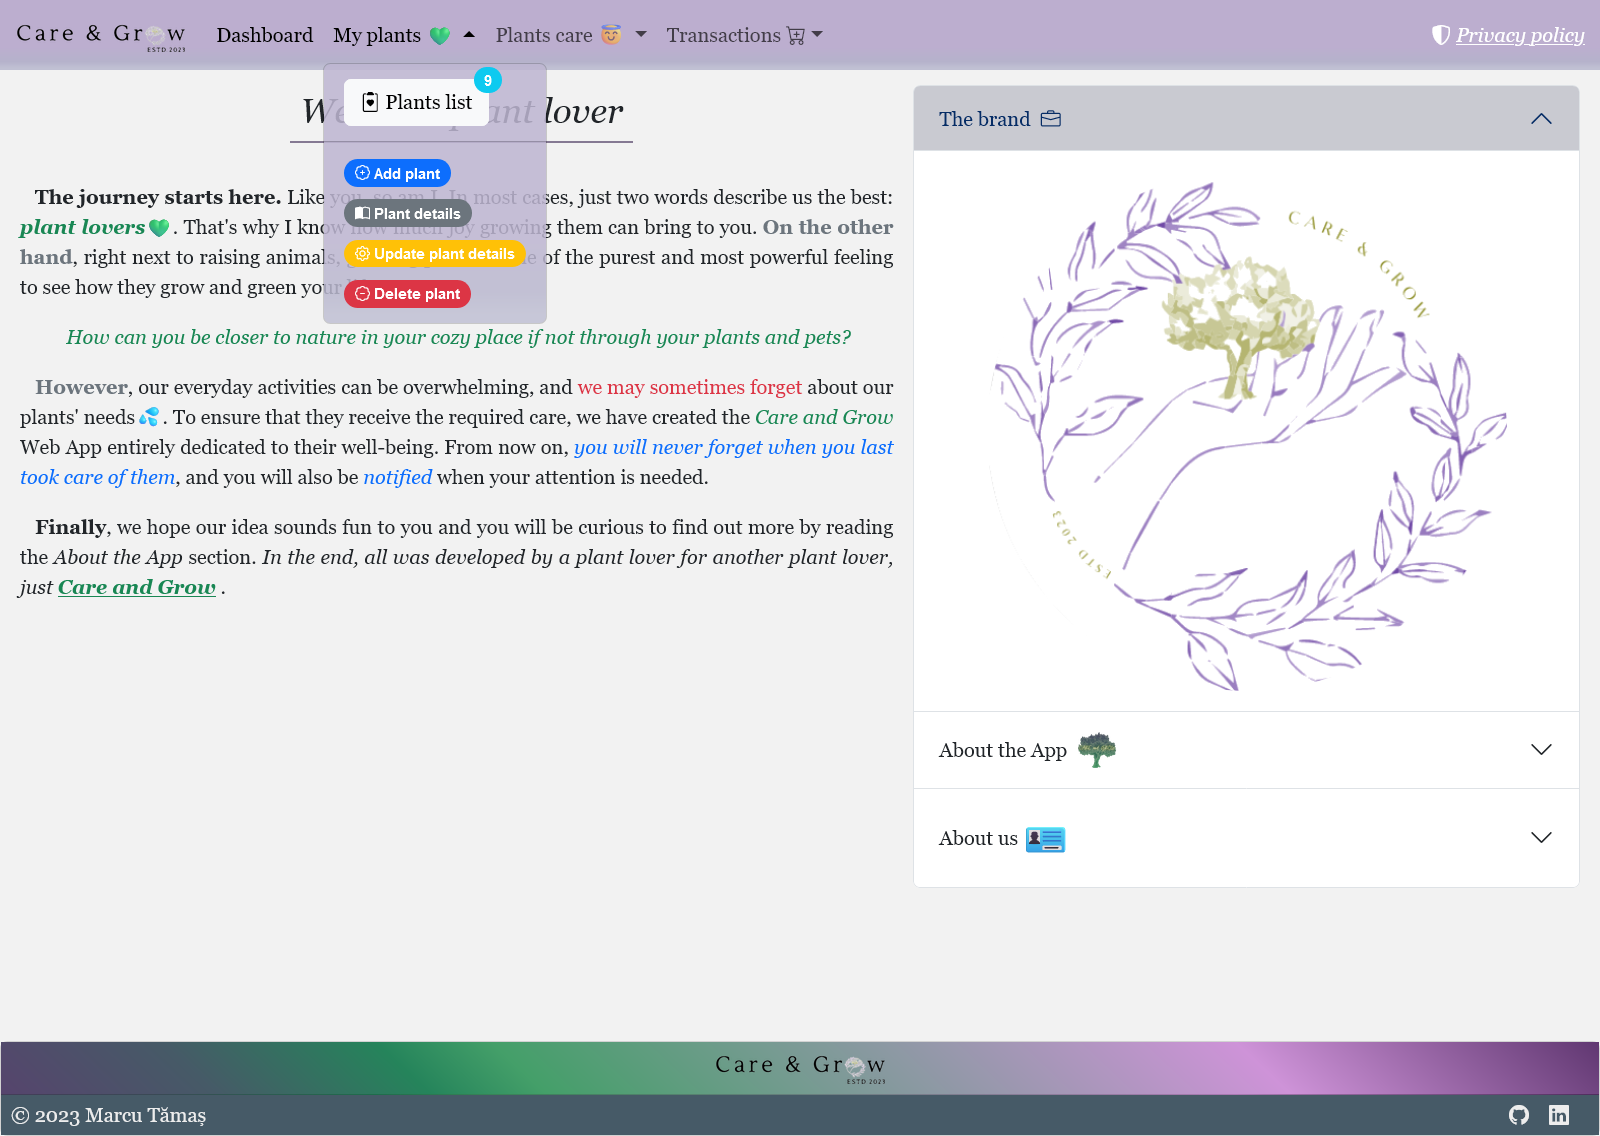 Care & Grow
ESTD 2023
Dashboard
My plants
Plants care
Transactions
Privacy policy
9
Plants list
Add plant
Plant details
Update plant details
Delete plant
lover
The journey starts here. Like you, so am I. In most cases, just two words describe us the best:
plant lovers. That's why I know how much joy growing them can bring to you. On the other
hand, right next to raising animals, of the purest and most powerful feeling
to see how they grow and green your
How can you be closer to nature in your cozy place if not through your plants and pets?
However, our everyday activities can be overwhelming, and we may sometimes forget about our
plants' needs. To ensure that they receive the required care, we have created the Care and Grow
Web App entirely dedicated to their well-being. From now on, you will never forget when you last
took care of them, and you will also be notified when your attention is needed.
Finally, we hope our idea sounds fun to you and you will be curious to find out more by reading
the About the App section. In the end, all was developed by a plant lover for another plant lover,
just Care and Grow .
The brand
CARE & GROW
ESTD 2023
About the App
About us
Care & Grow
ESTD 2023
© 2023 Marcu Tămaș